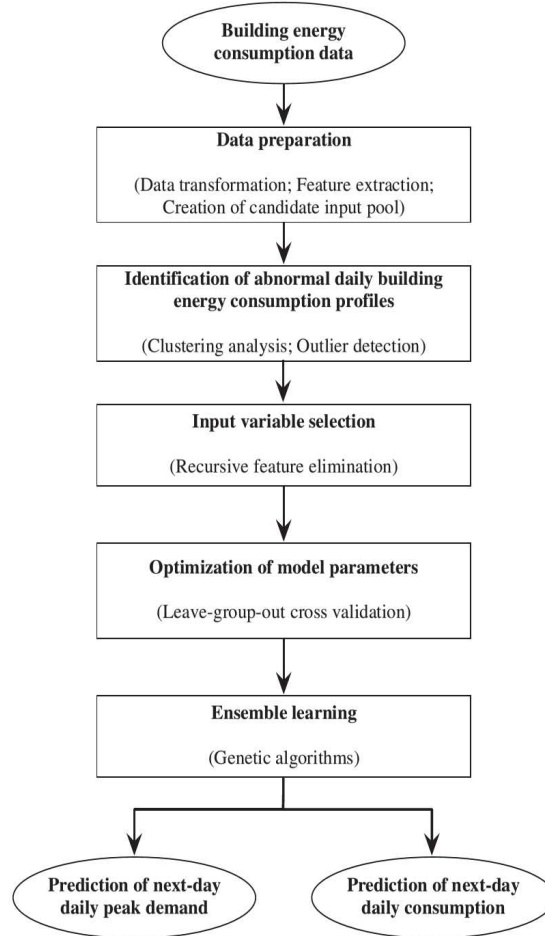 Building energy
consumption data
Data preparation
(Data transformation; Feature extraction;
Creation of candidate input pool)
Identification of abnormal daily building
energy consumption profiles
(Clustering analysis; Outlier detection)
Input variable selection
(Recursive feature elimination)
Optimization of model parameters
(Leave-group-out cross validation)
Ensemble learning
(Genetic algorithms)
Prediction of next-day
daily peak demand
Prediction of next-day
daily consumption